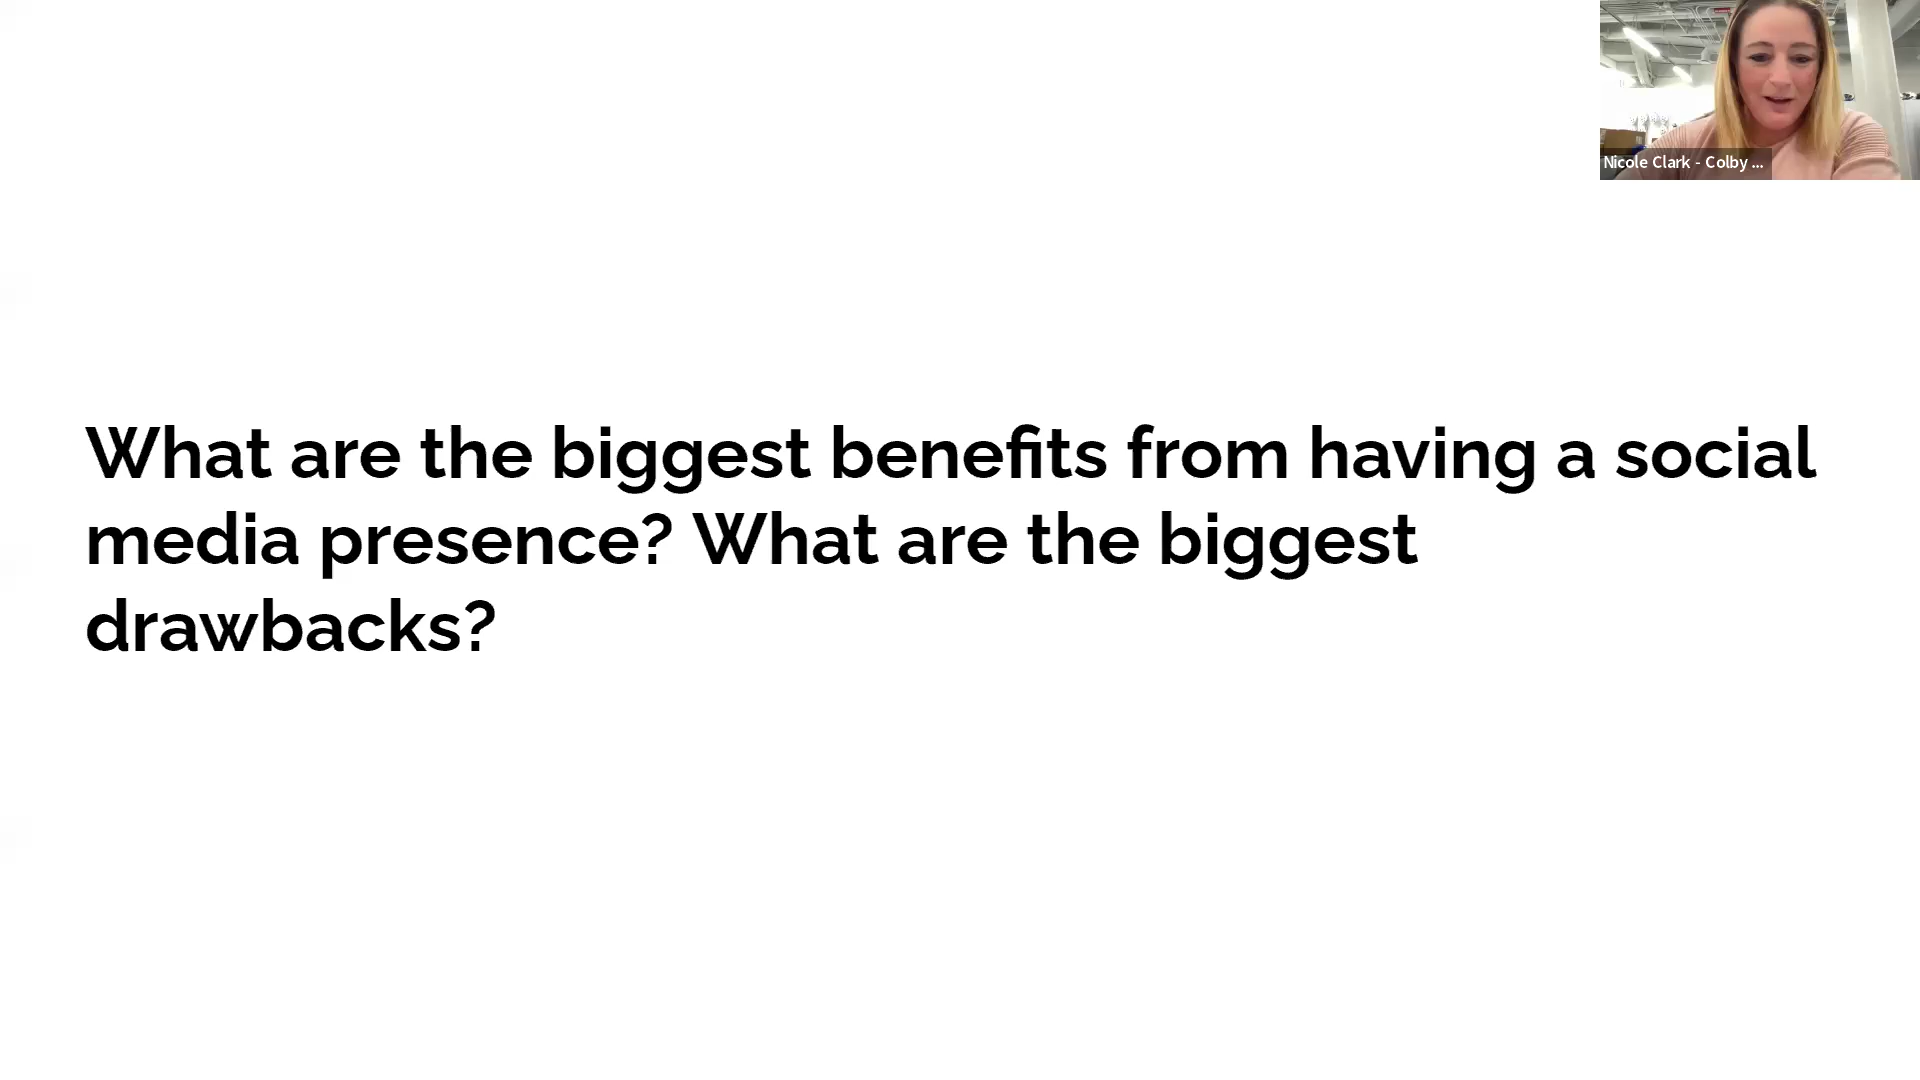 Nicole Clark - Colby ...
What are the biggest benefits from having a social
media presence? What are the biggest
drawbacks?